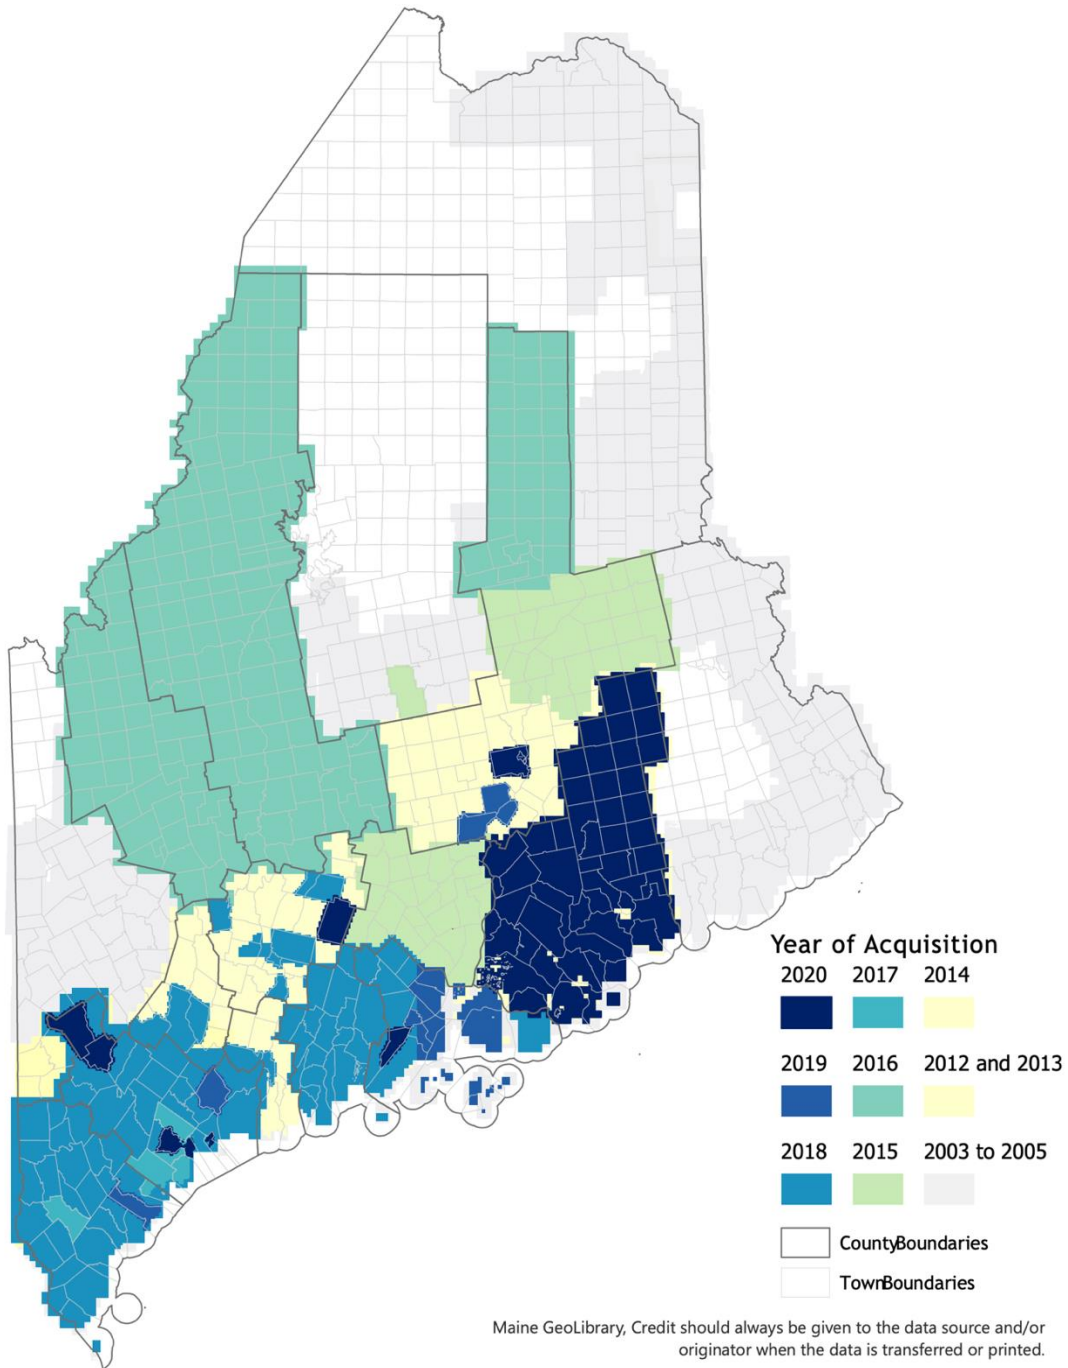 Year of Acquisition
2020 2017 2014
2019 2016 2012 and 2013
2018 2015 2003 to 2005
CountyBoundaries
TownBoundaries
Maine GeoLibrary, Credit should always be given to the data source and/or
originator when the data is transferred or printed.